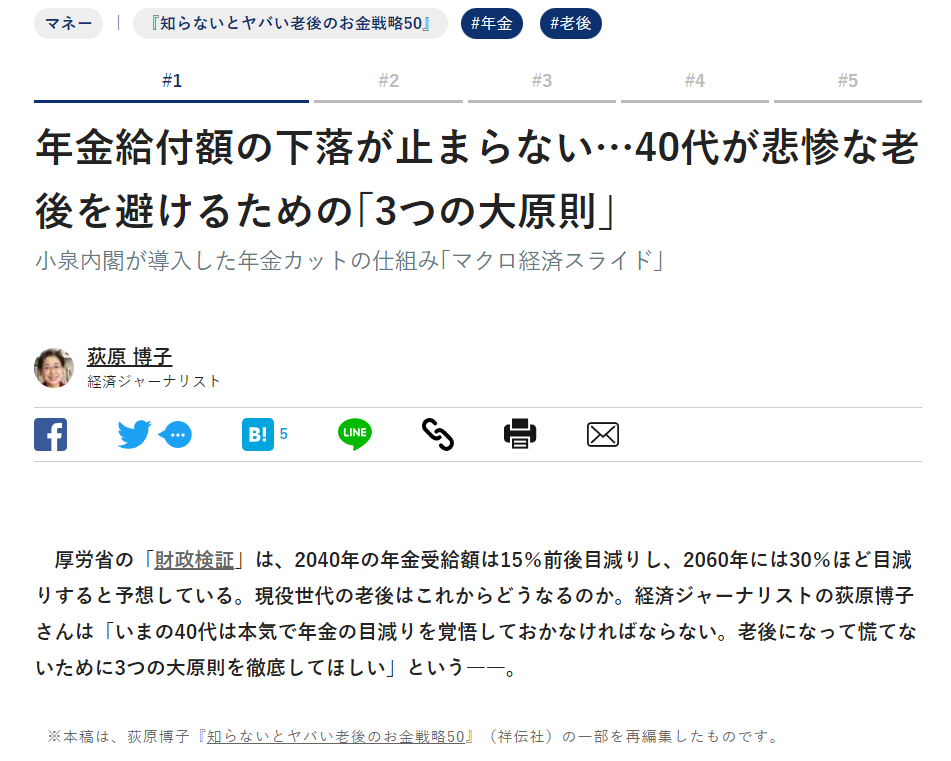 マネー | 『知らないとヤバい老後のお金戦略50』 #年金 #老後
#1 #2 #3 #4 #5
年金給付額の下落が止まらない…40代が悲惨な老
後を避けるための｢3つの大原則｣
小泉内閣が導入した年金カットの仕組み｢マクロ経済スライド｣
荻原 博子
経済ジャーナリスト
B! 5 LINE
厚労省の「財政検証」は、2040年の年金受給額は15％前後目減りし、2060年には30％ほど目減
りすると予想している。現役世代の老後はこれからどうなるのか。経済ジャーナリストの荻原博子
さんは「いまの40代は本気で年金の目減りを覚悟しておかなければならない。老後になって慌てな
いために3つの大原則を徹底してほしい」という――。
※本稿は、荻原博子『知らないとヤバい老後のお金戦略50』（祥伝社）の一部を再編集したものです。